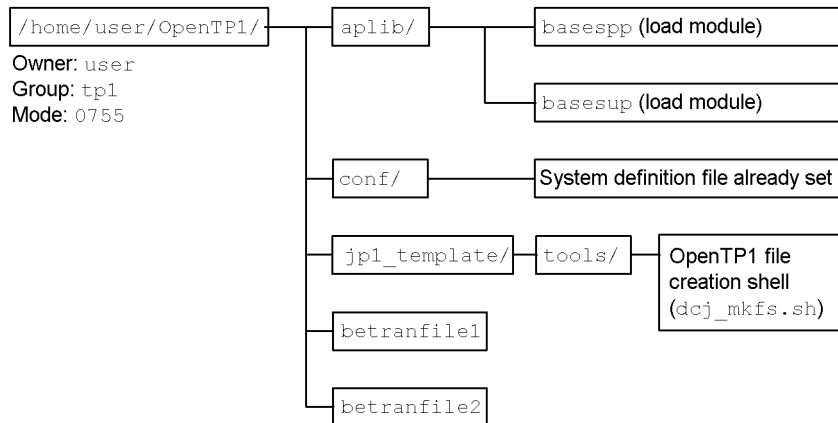 /home/user/OpenTP1/
Owner: user
Group: tp1
Mode: 0755
aplib/
basespp (load module)
basesup (load module)
conf/
System definition file already set
jp1_template/
tools/
OpenTP1 file
creation shell
(dcj_mkfs.sh)
betranfile1
betranfile2